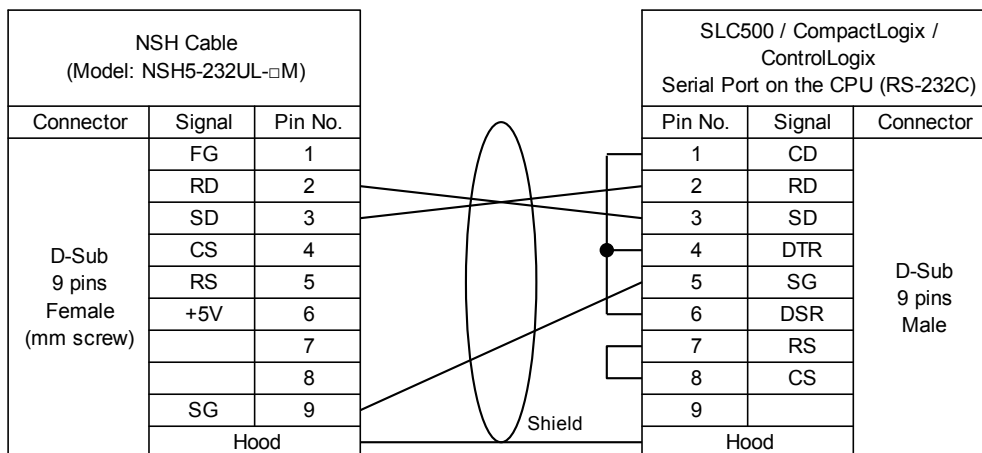 NSH Cable
(Model: NSH5-232UL-□M)
SLC500 / CompactLogix /
ControlLogix
Serial Port on the CPU (RS-232C)
Connector Signal Pin No. Pin No. Signal Connector
FG 1 1 CD
RD 2 2 RD
SD 3 3 SD
CS 4 4 DTR
RS 5 5 SG
+5V 6 6 DSR
7 7 RS
8 8 CS
SG 9 9
D-Sub
9 pins
Female
(mm screw)
D-Sub
9 pins
Male
Shield
Hood Hood